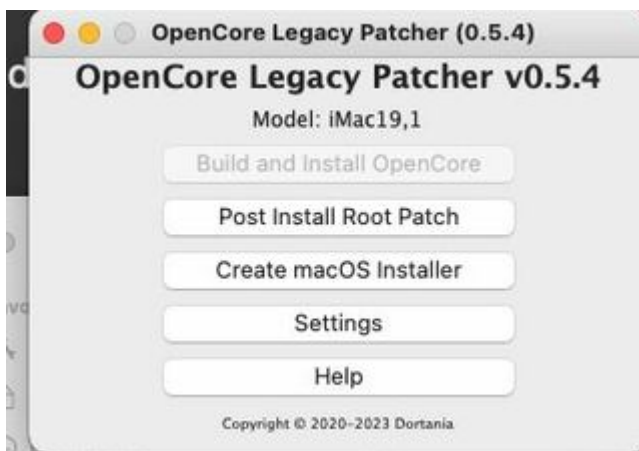 OpenCore Legacy Patcher (0.5.4)
OpenCore Legacy Patcher v0.5.4
Model: iMac19,1
Build and Install OpenCore
Post Install Root Patch
Create macOS Installer
Settings
Help
Copyright © 2020-2023 Dortania